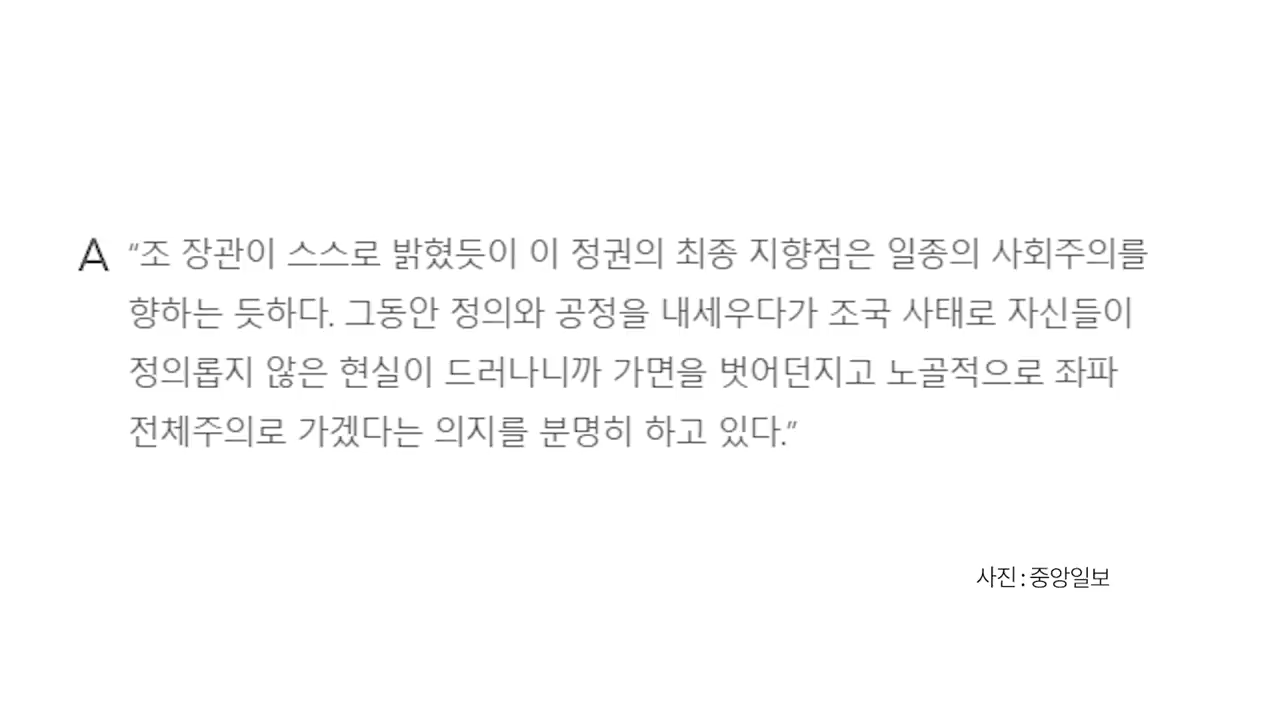 A “조 장관이 스스로 밝혔듯이 이 정권의 최종 지향점은 일종의 사회주의를
향하는 듯하다. 그동안 정의와 공정을 내세우다가 조국 사태로 자신들이
정의롭지 않은 현실이 드러나니까 가면을 벗어던지고 노골적으로 좌파
전체주의로 가겠다는 의지를 분명히 하고 있다.”
사진 : 중앙일보